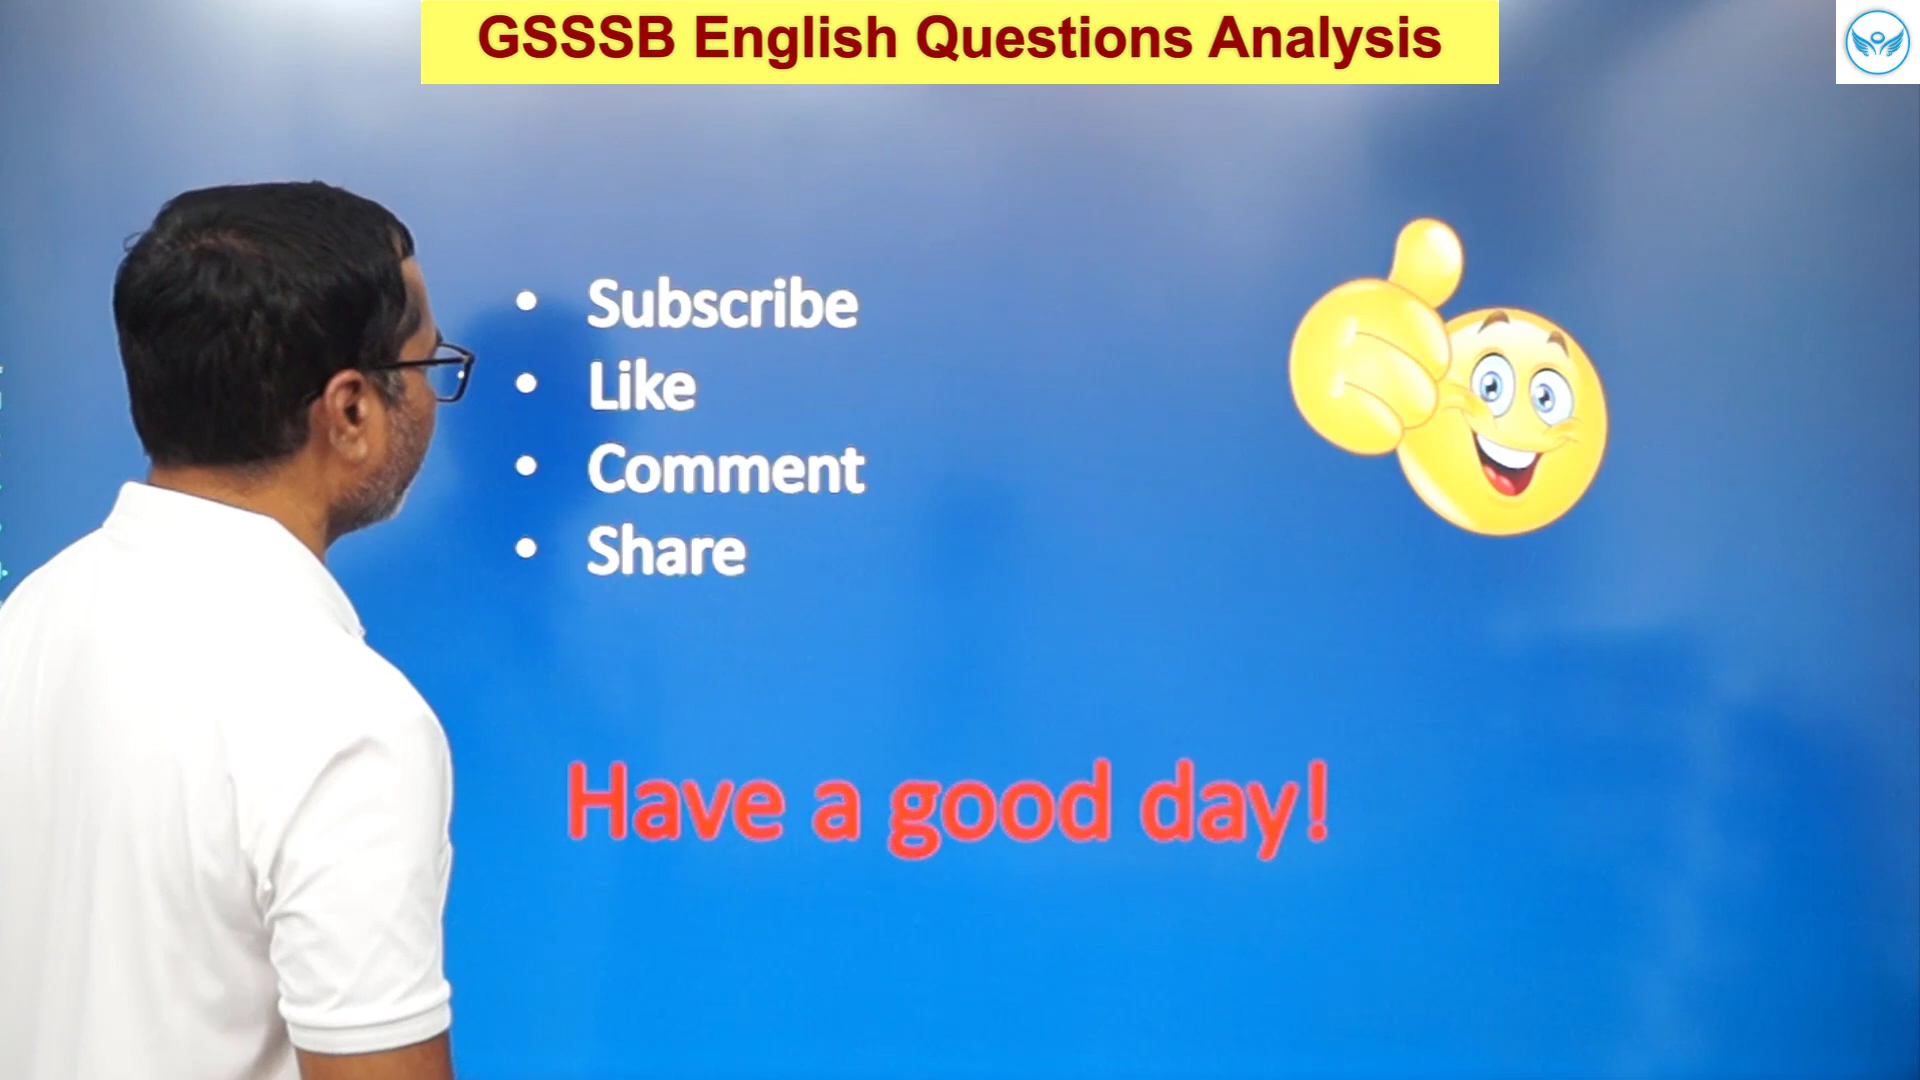 GSSSB English Questions Analysis
• Subscribe
• Like
• Comment
• Share
Have a good day!